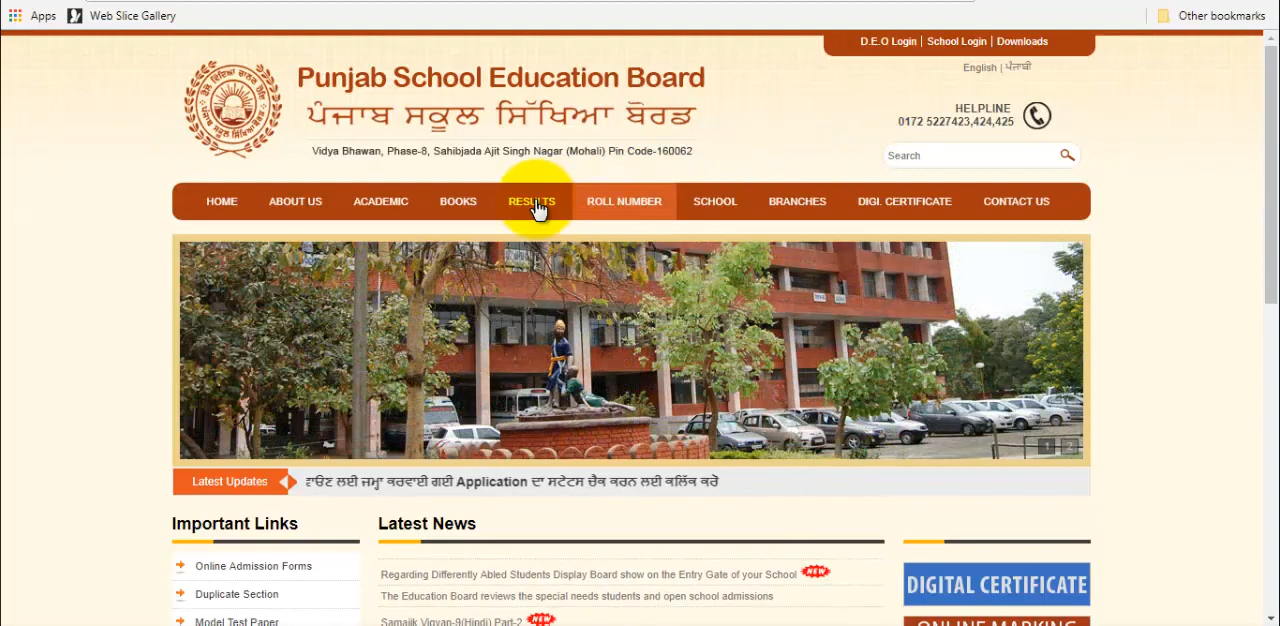 Apps Web Slice Gallery Other bookmarks
D.E.O Login | School Login | Downloads
English | ਪੰਜਾਬੀ
Punjab School Education Board
ਪੰਜਾਬ ਸਕੂਲ ਸਿੱਖਿਆ ਬੋਰਡ
Vidya Bhawan, Phase-8, Sahibjada Ajit Singh Nagar (Mohali) Pin Code-160062
HELPLINE
0172 5227423,424,425
Search
HOME ABOUT US ACADEMIC BOOKS RESULTS ROLL NUMBER SCHOOL BRANCHES DIGI. CERTIFICATE CONTACT US
1 2
Latest Updates ਵਾਉਣ ਲਈ ਜਮ੍ਹਾ ਕਰਵਾਈ ਗਈ Application ਦਾ ਸਟੇਟਸ ਚੈਕ ਕਰਨ ਲਈ ਕਲਿੱਕ ਕਰੋ
Important Links
Online Admission Forms
Duplicate Section
Model Test Paper
Latest News
Regarding Differently Abled Students Display Board show on the Entry Gate of your School NEW
The Education Board reviews the special needs students and open school admissions
Samajik Vigyan-9(Hindi) Part-2 NEW
DIGITAL CERTIFICATE
ONLINE MARKING